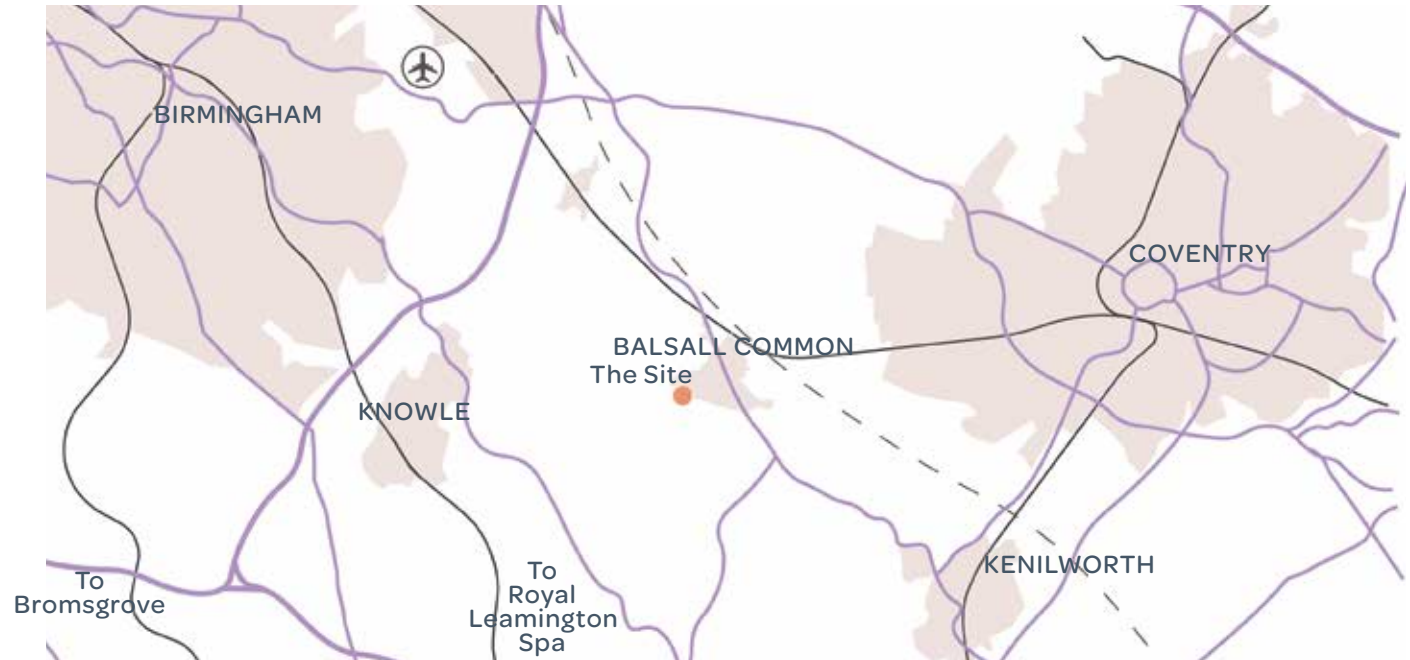 BIRMINGHAM
COVENTRY
BALSALL COMMON
The Site
KNOWLE
KENILWORTH
To
Bromsgrove
To
Royal
Leamington
Spa